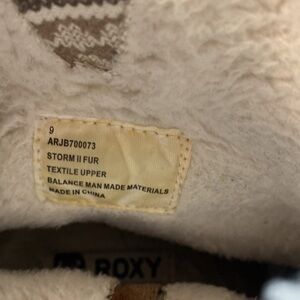 9
ARJB700073
STORM II FUR
TEXTILE UPPER
BALANCE MAN MADE MATERIALS
MADE IN CHINA
ROXY